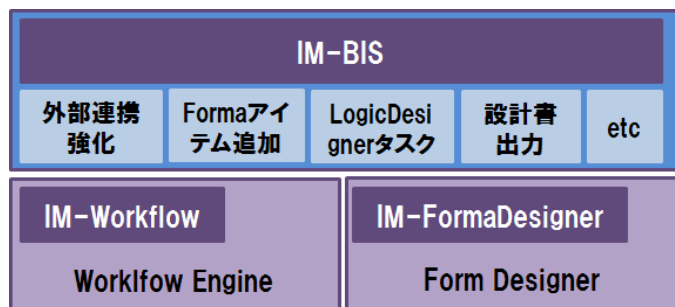 IM-BIS
外部連携
強化
Formaアイ
テム追加
LogicDesi
gnerタスク
設計書
出力
etc
IM-Workflow
Worklfow Engine
IM-FormaDesigner
Form Designer